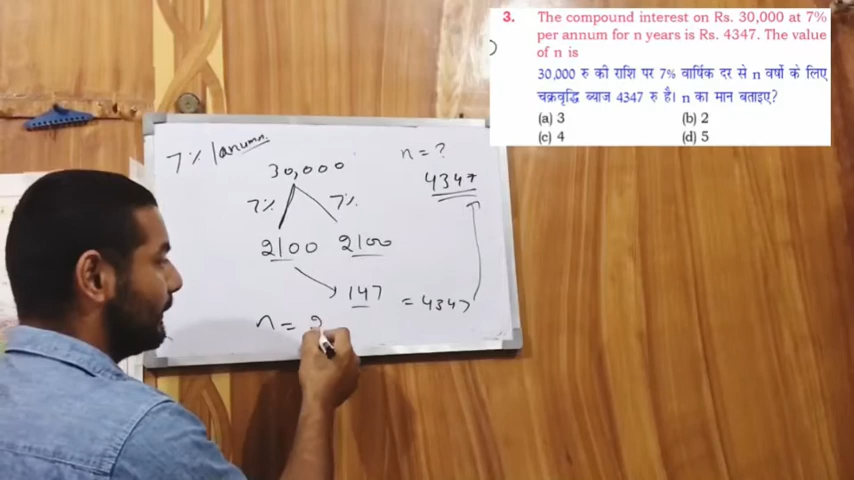 3. The compound interest on Rs. 30,000 at 7%
per annum for n years is Rs. 4347. The value
of n is
30,000 रु की राशि पर 7% वार्षिक दर से n वर्षो के लिए
चक्रवृद्धि ब्याज 4347 रु है। n का मान बताइए?
(a) 3 (b) 2
(c) 4 (d) 5
7% /annum
30,000
n = ?
4347
7% 7%
2100 2100
147 = 4347
n =